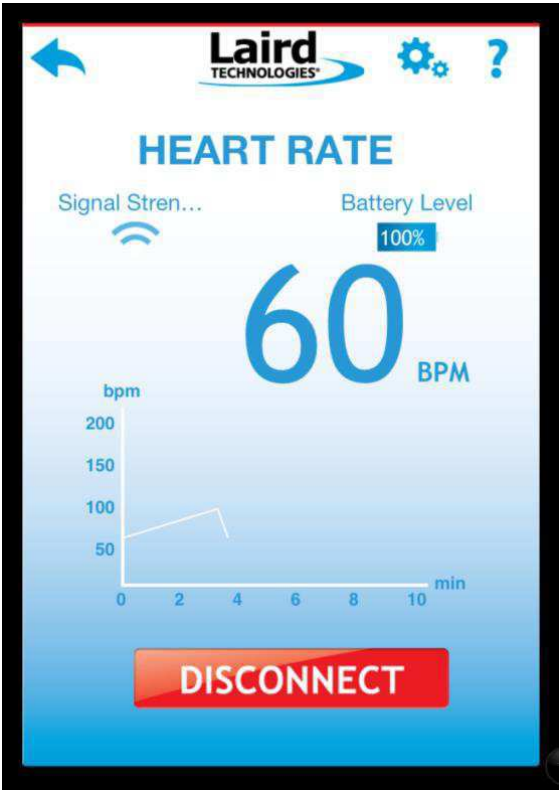 Laird
TECHNOLOGIES®
?
HEART RATE
Signal Stren...
Battery Level
100%
60
BPM
bpm
200
150
100
50
min
0 2 4 6 8 10
DISCONNECT